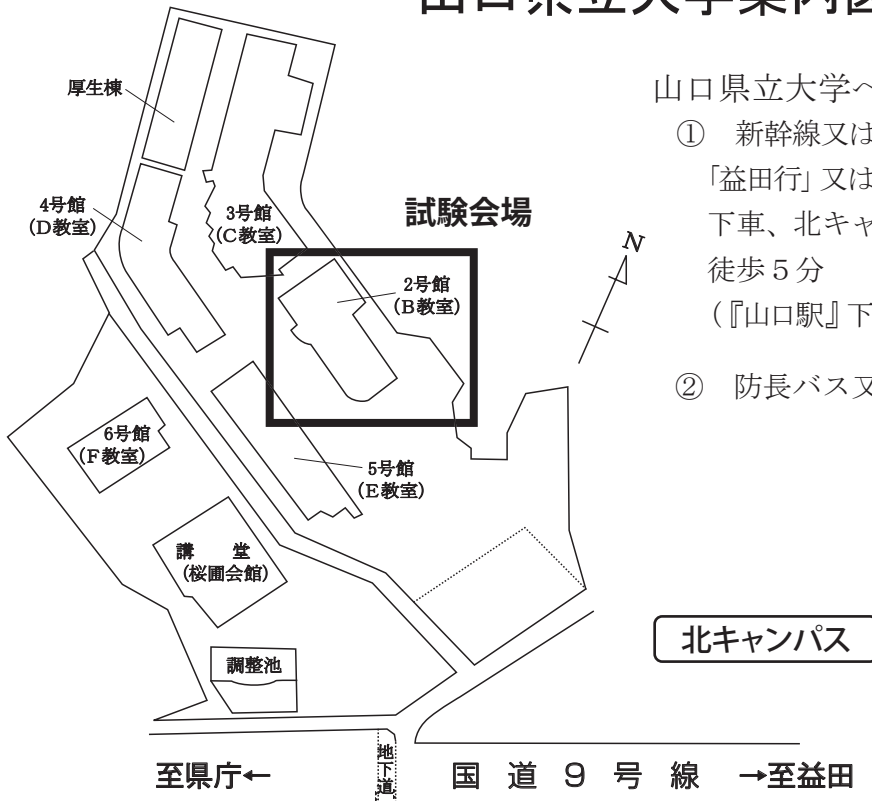 山口県立大学案内図
山口県立大学へ
① 新幹線又は
「益田行」又は
下車、北キャ
徒歩５分
（『山口駅』下
② 防長バス又
厚生棟
4号館
(D教室)
3号館
(C教室)
試験会場
N
2号館
(B教室)
6号館
(F教室)
5号館
(E教室)
講　堂
(桜圃会館)
北キャンパス
調整池
地下道
至県庁←
国道９号線
→至益田